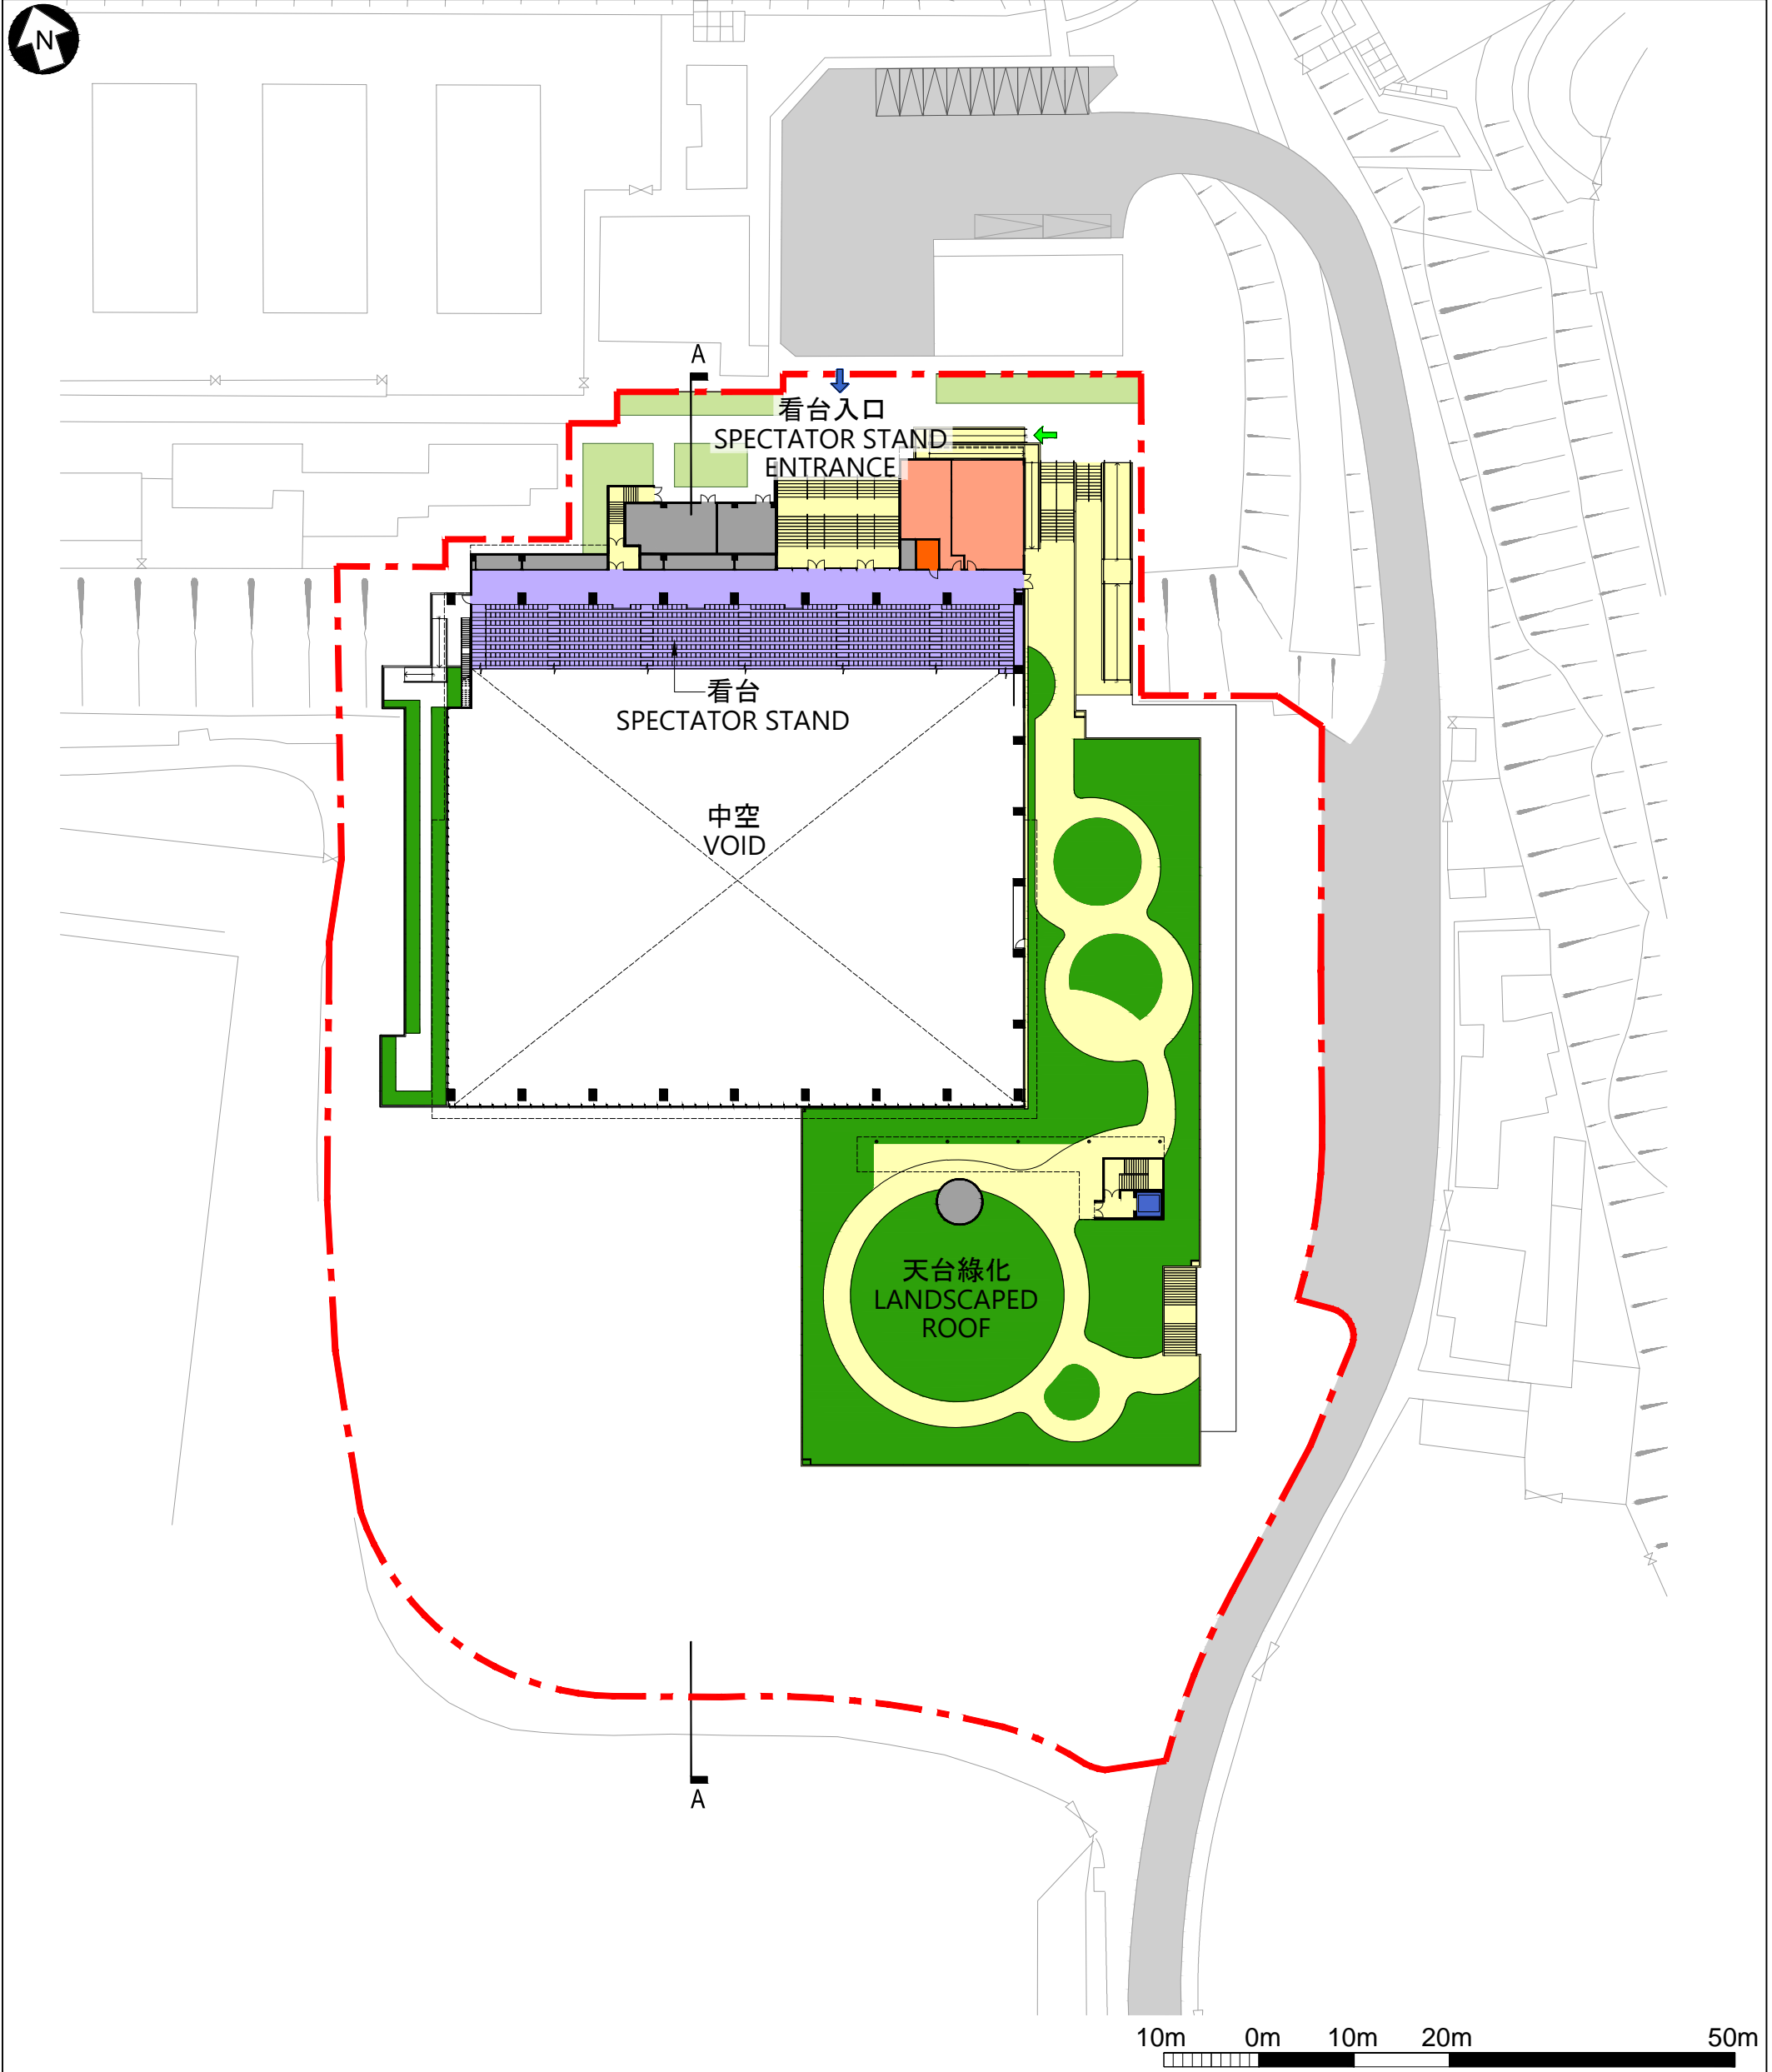 N
A
看台入口
SPECTATOR STAND
ENTRANCE
看台
SPECTATOR STAND
中空
VOID
天台綠化
LANDSCAPED
ROOF
A
10m 0m 10m 20m 50m